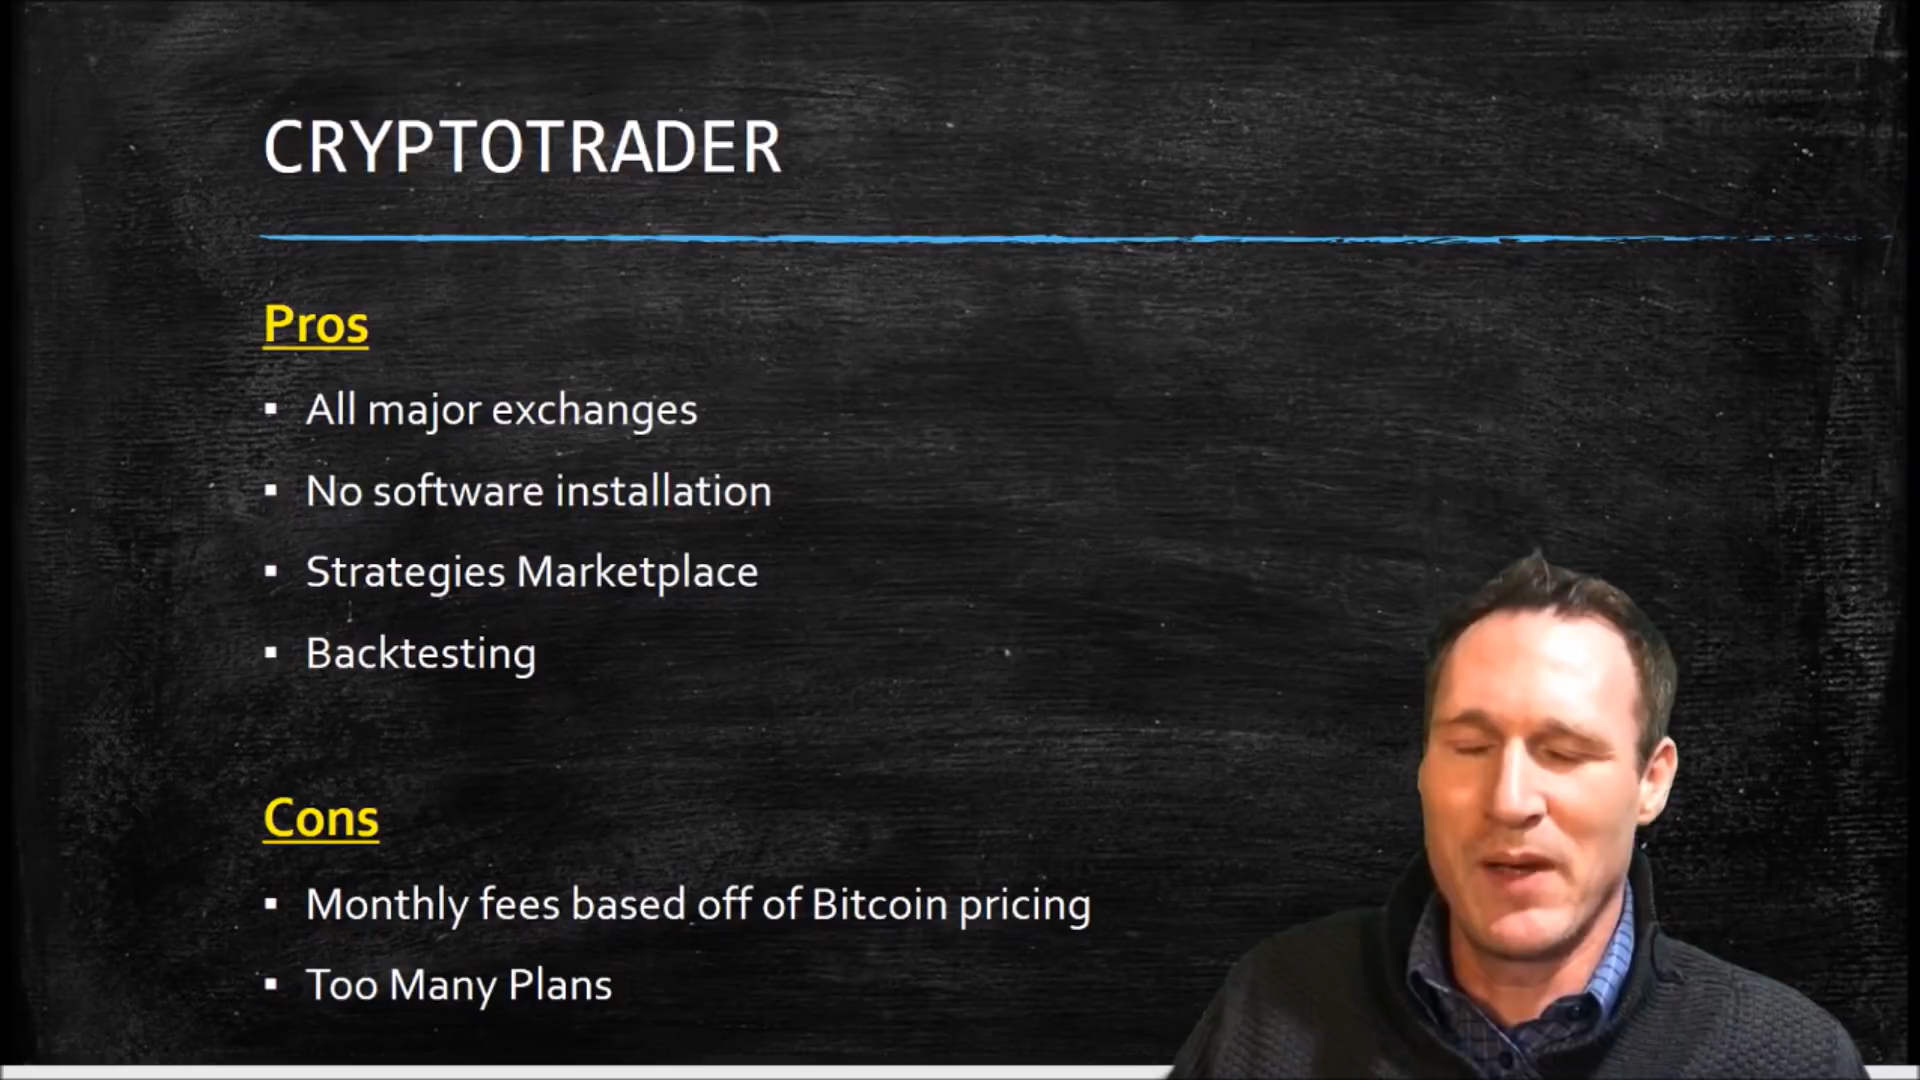 CRYPTOTRADER
Pros
▪ All major exchanges
▪ No software installation
▪ Strategies Marketplace
▪ Backtesting
Cons
▪ Monthly fees based off of Bitcoin pricing
▪ Too Many Plans